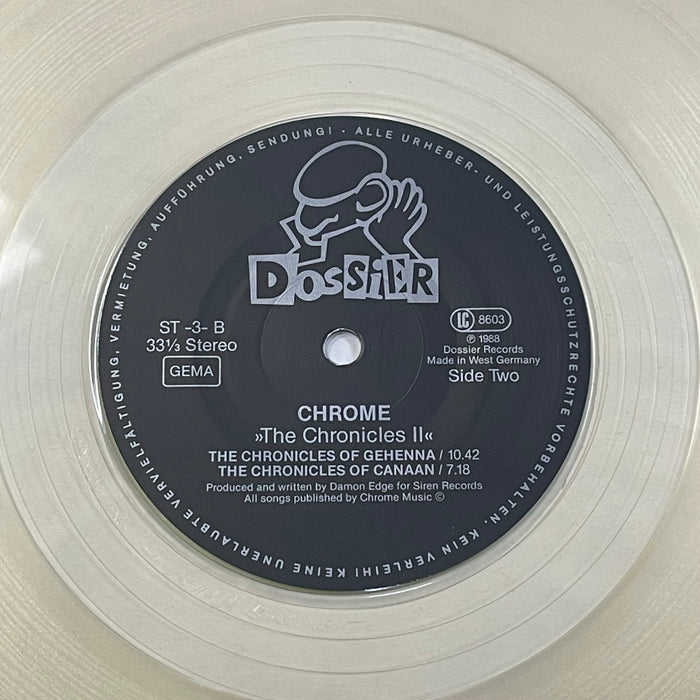 ALLE URHEBER- UND LEISTUNGSSCHUTZRECHTE VORBEHALTEN. KEIN VERLEIH! KEINE UNERLAUBTE VERVIELFÄLTIGUNG, VERMIETUNG, AUFFÜHRUNG, SENDUNG! ·
DOSSiER
ST -3- B
33⅓ Stereo
GEMA
LC 8603
℗ 1988
Dossier Records
Made in West Germany
Side Two
CHROME
»The Chronicles II«
THE CHRONICLES OF GEHENNA / 10.42
THE CHRONICLES OF CANAAN / 7.18
Produced and written by Damon Edge for Siren Records
All songs published by Chrome Music ©